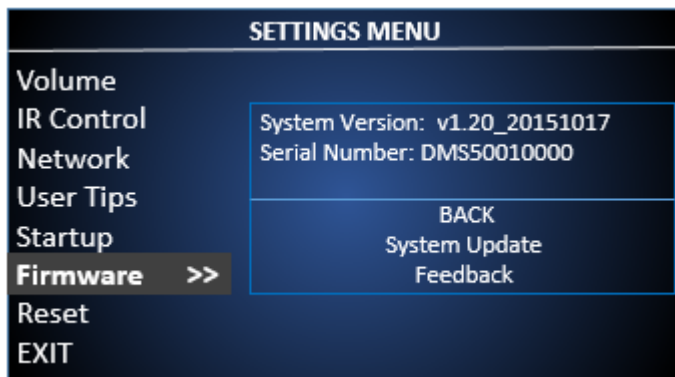 SETTINGS MENU
Volume
IR Control
Network
User Tips
Startup
Firmware >>
Reset
EXIT
System Version: v1.20_20151017
Serial Number: DMS50010000
BACK
System Update
Feedback